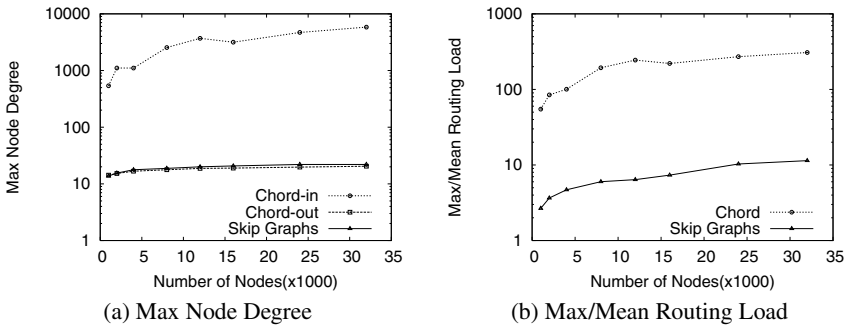 10000
1000
100
10
1
Max Node Degree
Chord-in
Chord-out
Skip Graphs
0 5 10 15 20 25 30 35
Number of Nodes(x1000)
(a) Max Node Degree
1000
100
10
1
Max/Mean Routing Load
Chord
Skip Graphs
0 5 10 15 20 25 30 35
Number of Nodes(x1000)
(b) Max/Mean Routing Load